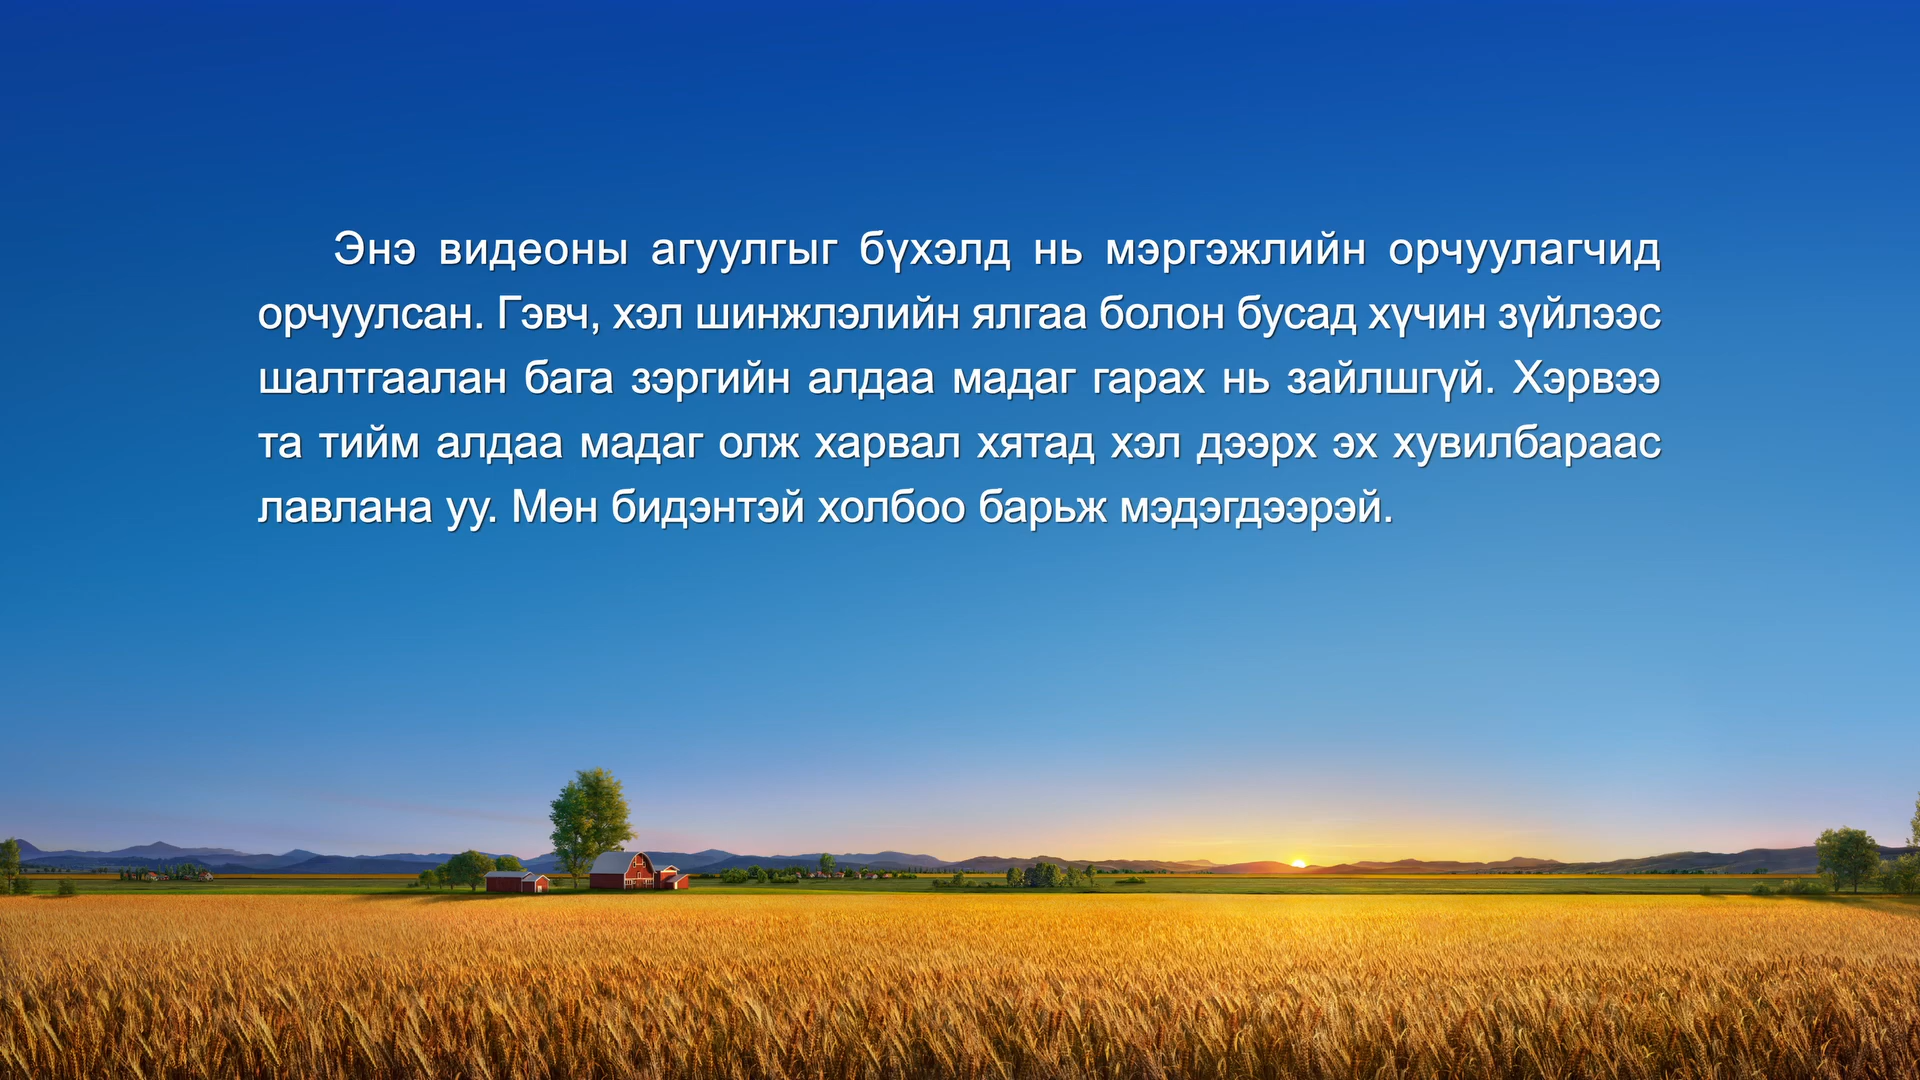 Энэ видеоны агуулгыг бүхэлд нь мэргэжлийн орчуулагчид
орчуулсан. Гэвч, хэл шинжлэлийн ялгаа болон бусад хүчин зүйлээс
шалтгаалан бага зэргийн алдаа мадаг гарах нь зайлшгүй. Хэрвээ
та тийм алдаа мадаг олж харвал хятад хэл дээрх эх хувилбараас
лавлана уу. Мөн бидэнтэй холбоо барьж мэдэгдээрэй.